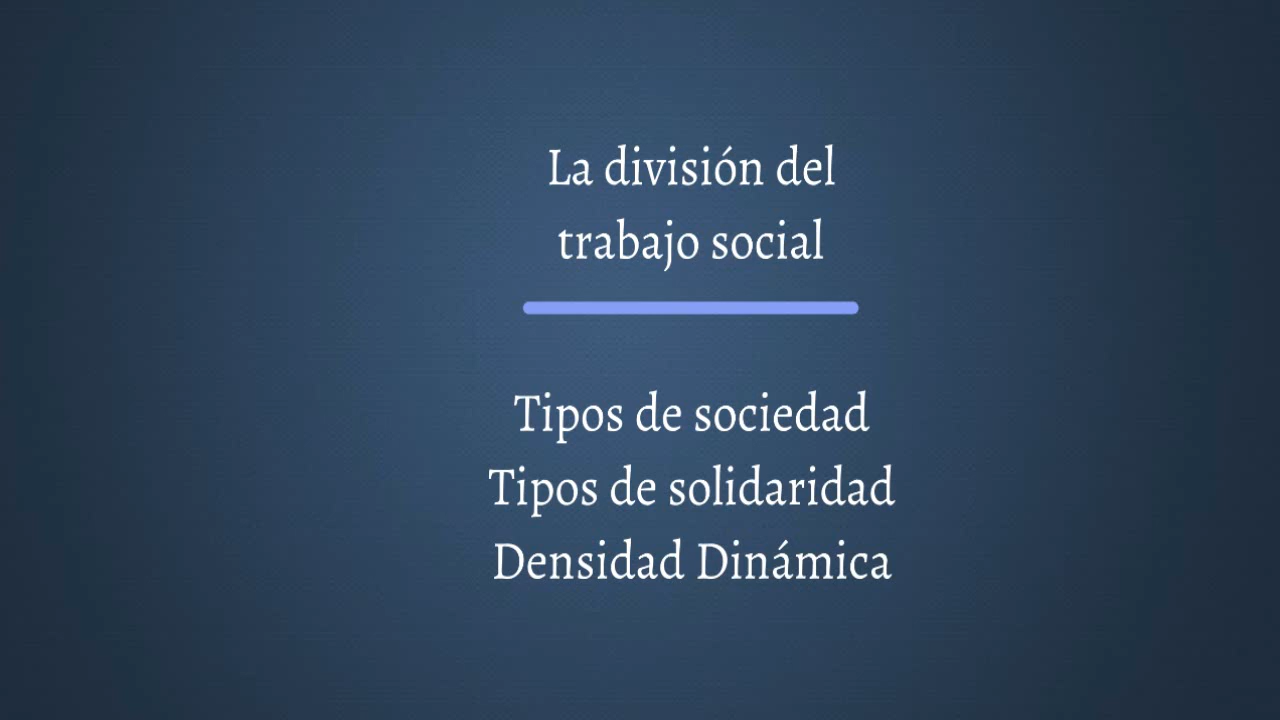 La división del
trabajo social
Tipos de sociedad
Tipos de solidaridad
Densidad Dinámica